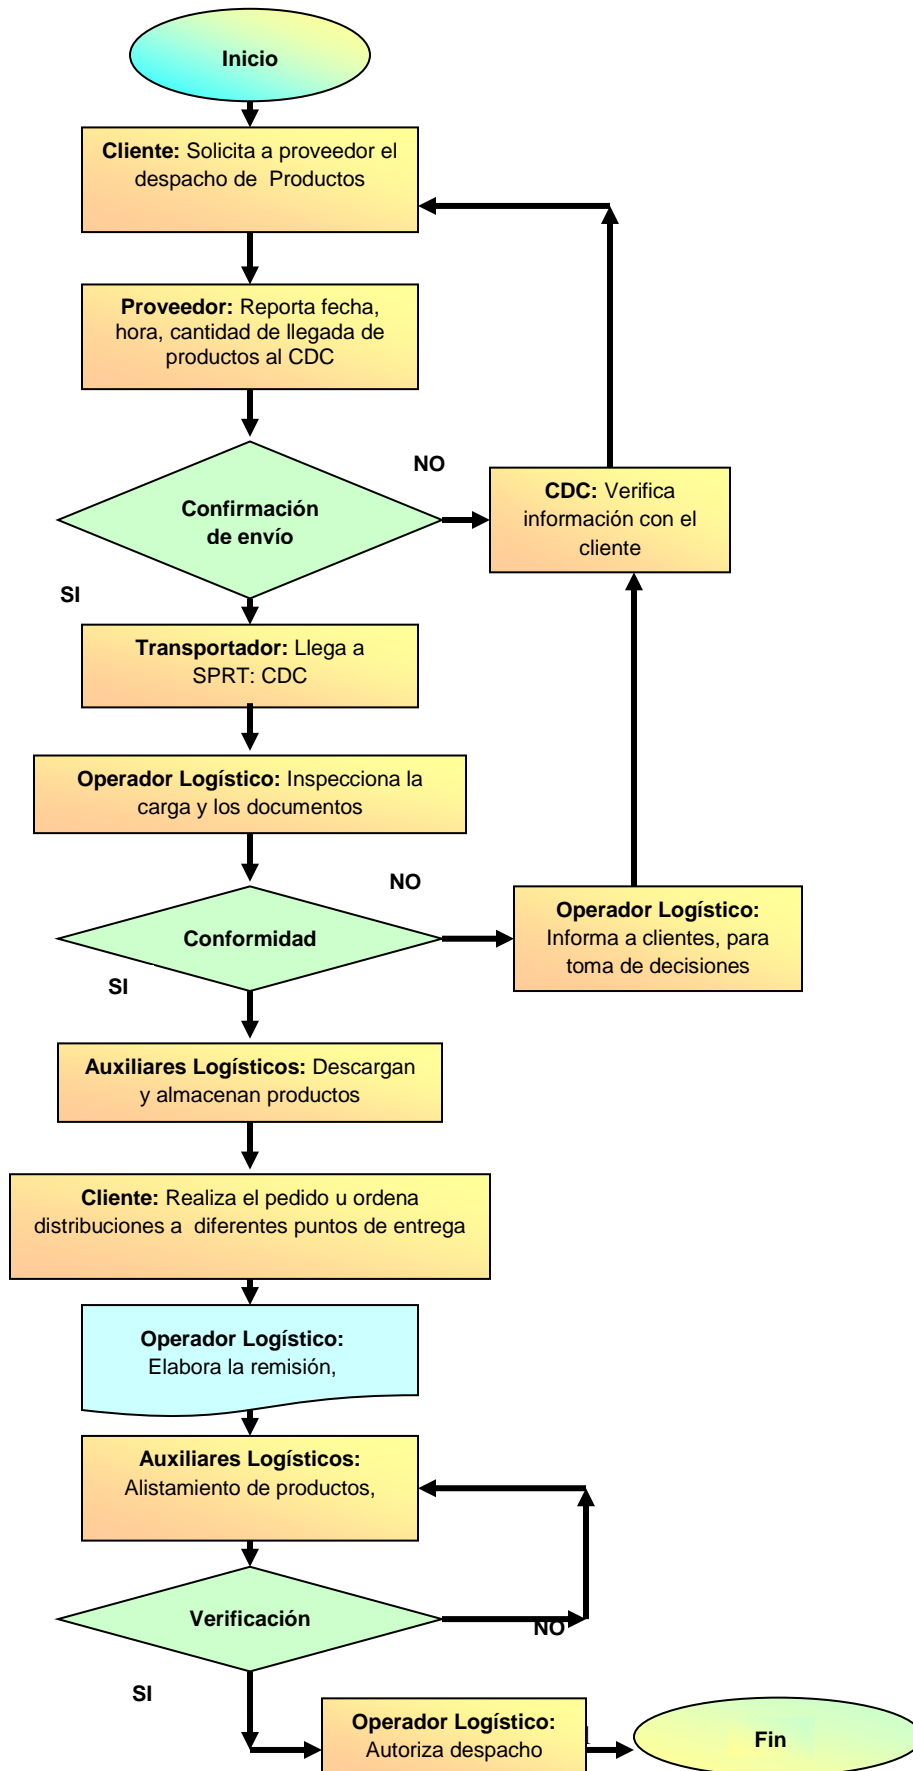 Inicio
Cliente: Solicita a proveedor el
despacho de Productos
Proveedor: Reporta fecha,
hora, cantidad de llegada de
productos al CDC
NO
Confirmación
de envío
CDC: Verifica
información con el
cliente
SI
Transportador: Llega a
SPRT: CDC
Operador Logístico: Inspecciona la
carga y los documentos
NO
Conformidad
Operador Logístico:
Informa a clientes, para
toma de decisiones
SI
Auxiliares Logísticos: Descargan
y almacenan productos
Cliente: Realiza el pedido u ordena
distribuciones a diferentes puntos de entrega
Operador Logístico:
Elabora la remisión,
Auxiliares Logísticos:
Alistamiento de productos,
Verificación
NO
SI
Operador Logístico:
Autoriza despacho
Fin